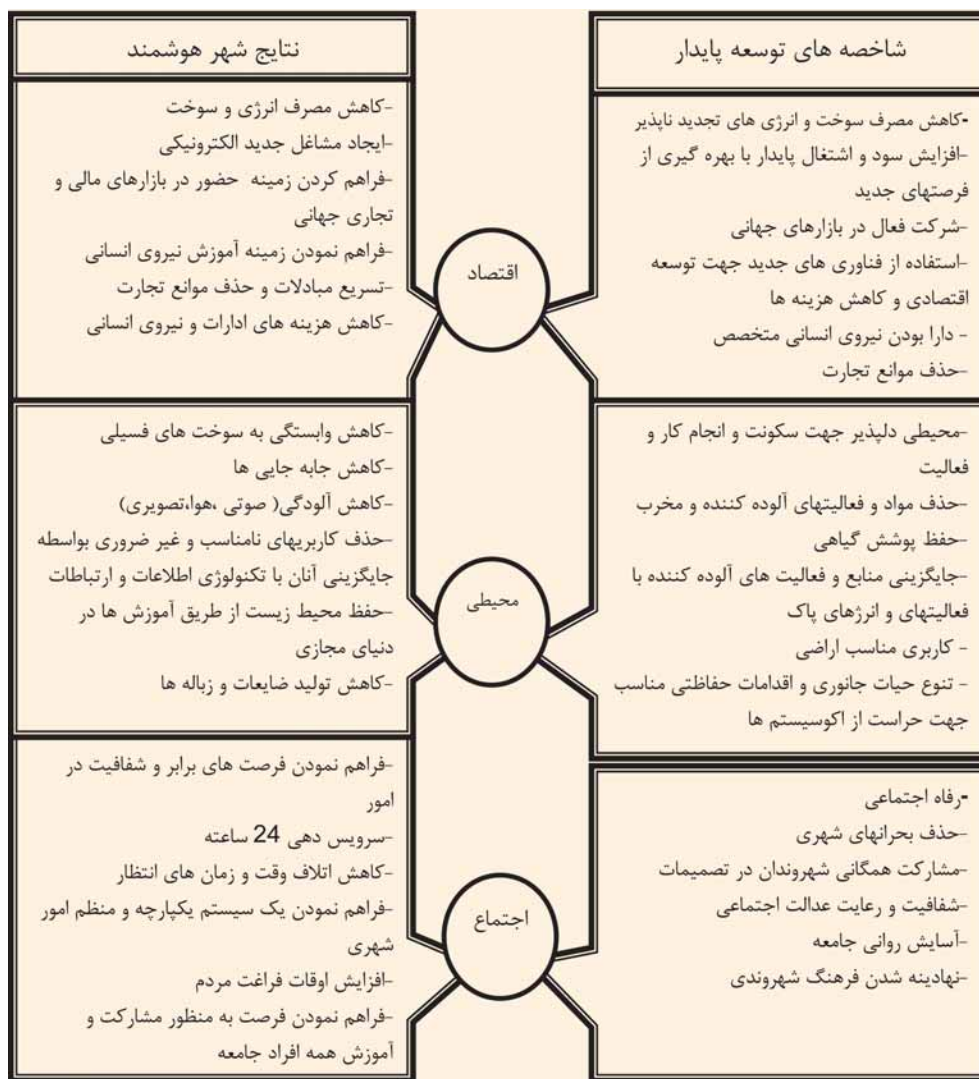 شاخصه های توسعه پایدار
-کاهش مصرف سوخت و انرژی های تجدید ناپذیر
-افزایش سود و اشتغال پایدار با بهره گیری از
فرصتهای جدید
-شرکت فعال در بازارهای جهانی
-استفاده از فناوری های جدید جهت توسعه
اقتصادی و کاهش هزینه ها
- دارا بودن نیروی انسانی متخصص
-حذف موانع تجارت
-محیطی دلپذیر جهت سکونت و انجام کار و
فعالیت
-حذف مواد و فعالیتهای آلوده کننده و مخرب
-حفظ پوشش گیاهی
-جایگزینی منابع و فعالیت های آلوده کننده با
فعالیتهای و انرژهای پاک
- کاربری مناسب اراضی
- تنوع حیات جانوری و اقدامات حفاظتی مناسب
جهت حراست از اکوسیستم ها
-رفاه اجتماعی
-حذف بحرانهای شهری
-مشارکت همگانی شهروندان در تصمیمات
-شفافیت و رعایت عدالت اجتماعی
-آسایش روانی جامعه
-نهادینه شدن فرهنگ شهروندی
اقتصاد
محیطی
اجتماع
نتایج شهر هوشمند
-کاهش مصرف انرژی و سوخت
-ایجاد مشاغل جدید الکترونیکی
-فراهم کردن زمینه حضور در بازارهای مالی و
تجاری جهانی
-فراهم نمودن زمینه آموزش نیروی انسانی
-تسریع مبادلات و حذف موانع تجارت
-کاهش هزینه های ادارات و نیروی انسانی
-کاهش وابستگی به سوخت های فسیلی
-کاهش جابه جایی ها
-کاهش آلودگی( صوتی ،هوا،تصویری)
-حذف کاربریهای نامناسب و غیر ضروری بواسطه
جایگزینی آنان با تکنولوژی اطلاعات و ارتباطات
-حفظ محیط زیست از طریق آموزش ها در
دنیای مجازی
-کاهش تولید ضایعات و زباله ها
-فراهم نمودن فرصت های برابر و شفافیت در
امور
-سرویس دهی 24 ساعته
-کاهش اتلاف وقت و زمان های انتظار
-فراهم نمودن یک سیستم یکپارچه و منظم امور
شهری
-افزایش اوقات فراغت مردم
-فراهم نمودن فرصت به منظور مشارکت و
آموزش همه افراد جامعه